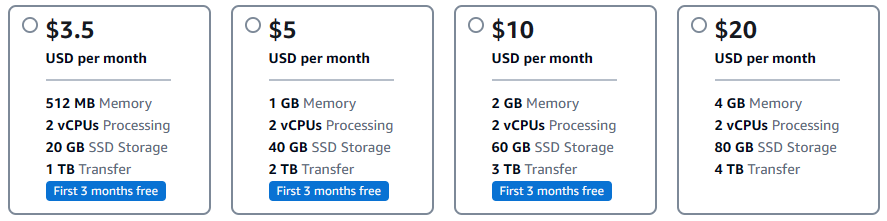 $3.5
USD per month
512 MB Memory
2 vCPUs Processing
20 GB SSD Storage
1 TB Transfer
First 3 months free
$5
USD per month
1 GB Memory
2 vCPUs Processing
40 GB SSD Storage
2 TB Transfer
First 3 months free
$10
USD per month
2 GB Memory
2 vCPUs Processing
60 GB SSD Storage
3 TB Transfer
First 3 months free
$20
USD per month
4 GB Memory
2 vCPUs Processing
80 GB SSD Storage
4 TB Transfer